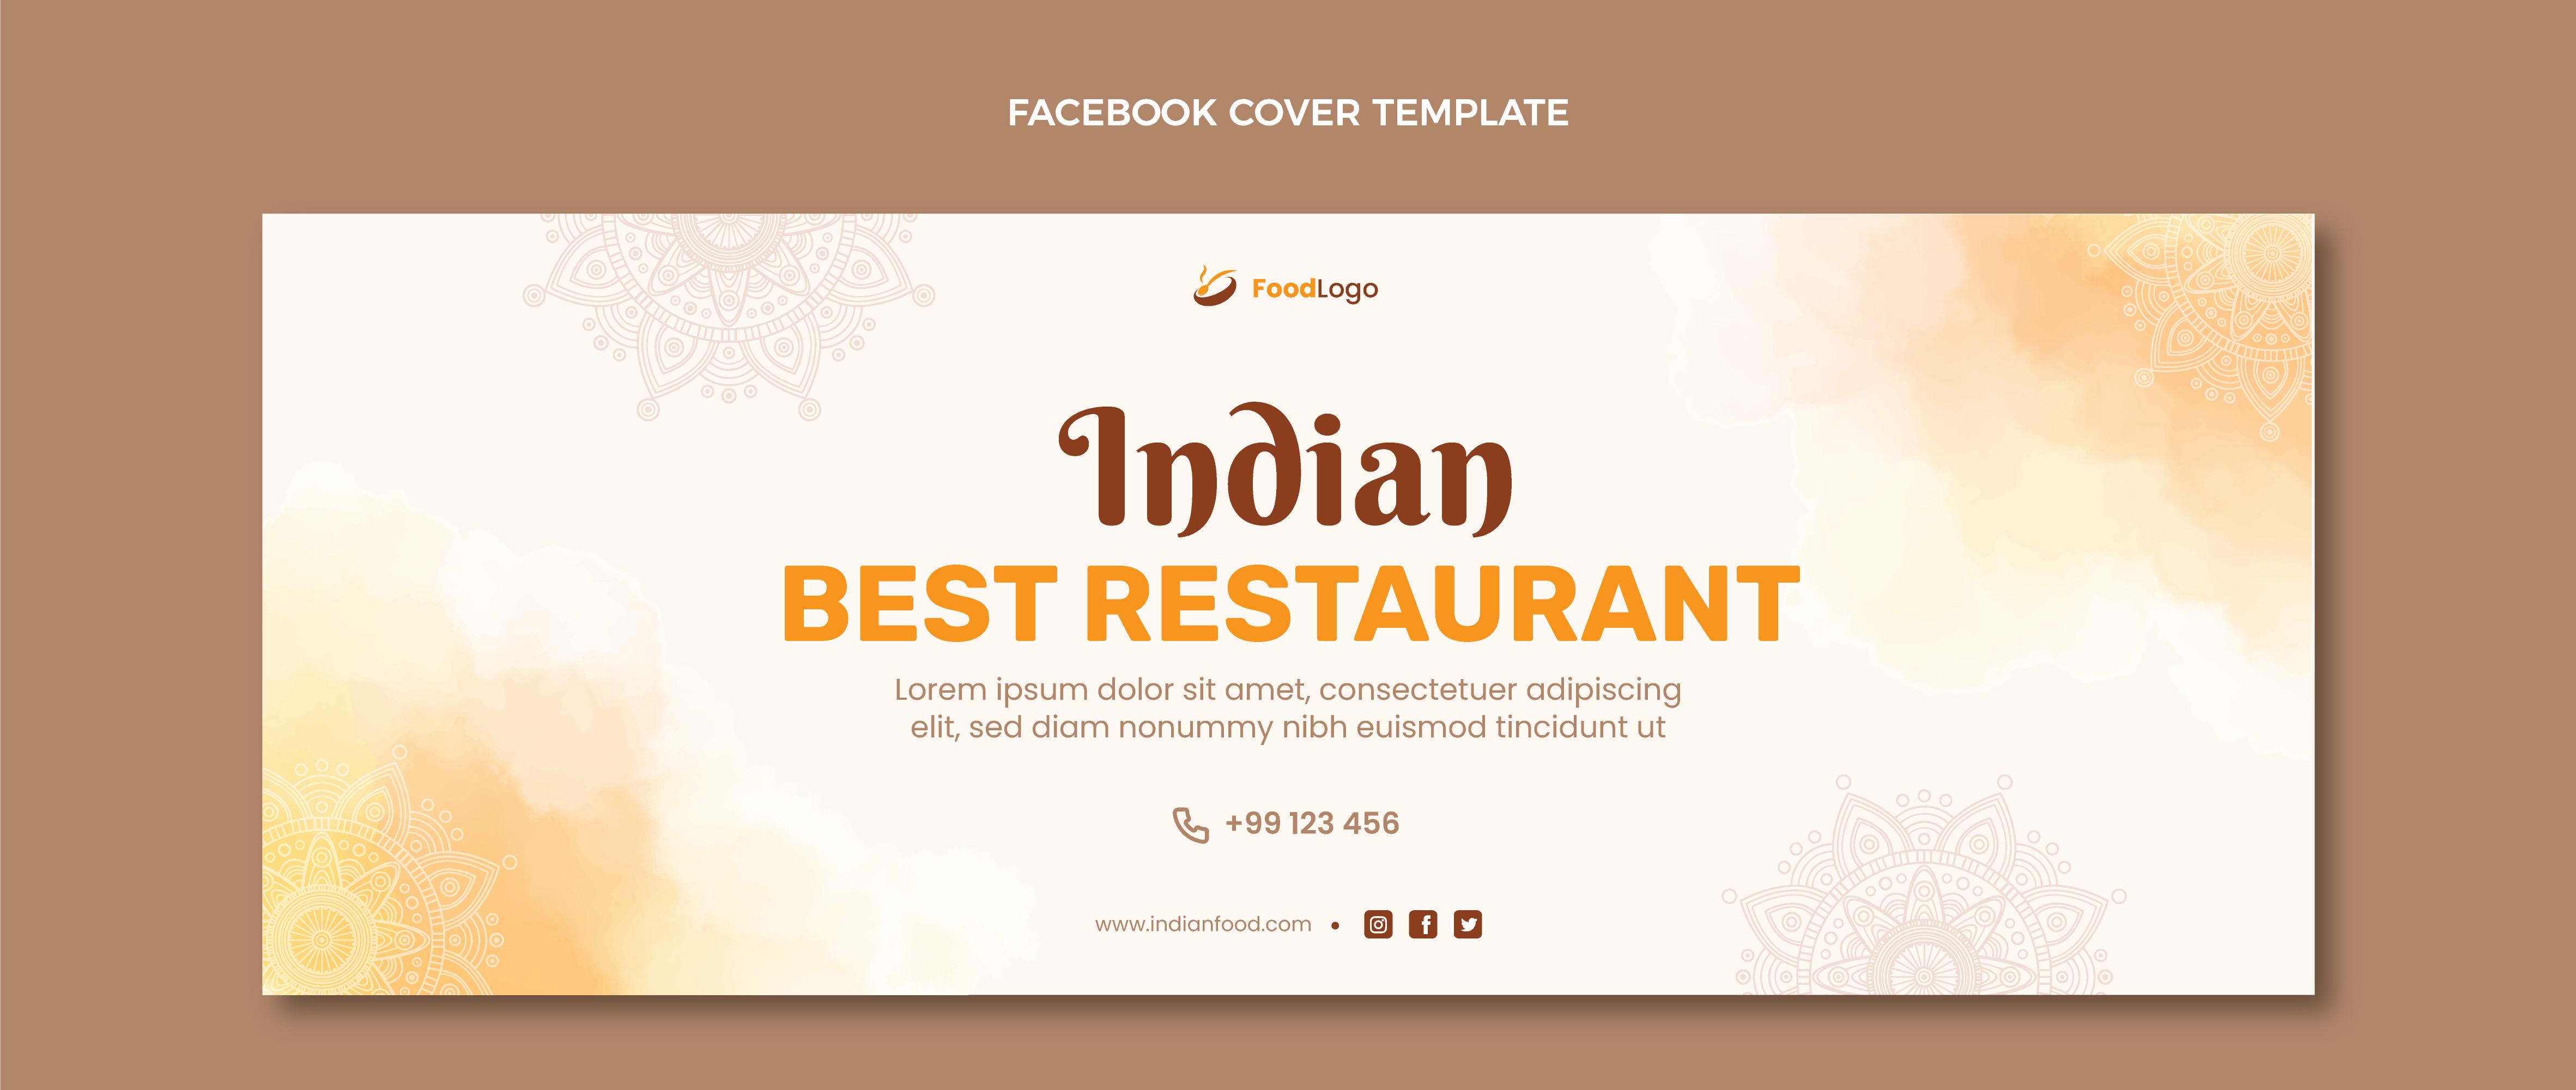 FACEBOOK COVER TEMPLATE
FoodLogo
Indian
BEST RESTAURANT
Lorem ipsum dolor sit amet, consectetuer adipiscing
elit, sed diam nonummy nibh euismod tincidunt ut
+99 123 456
www.indianfood.com